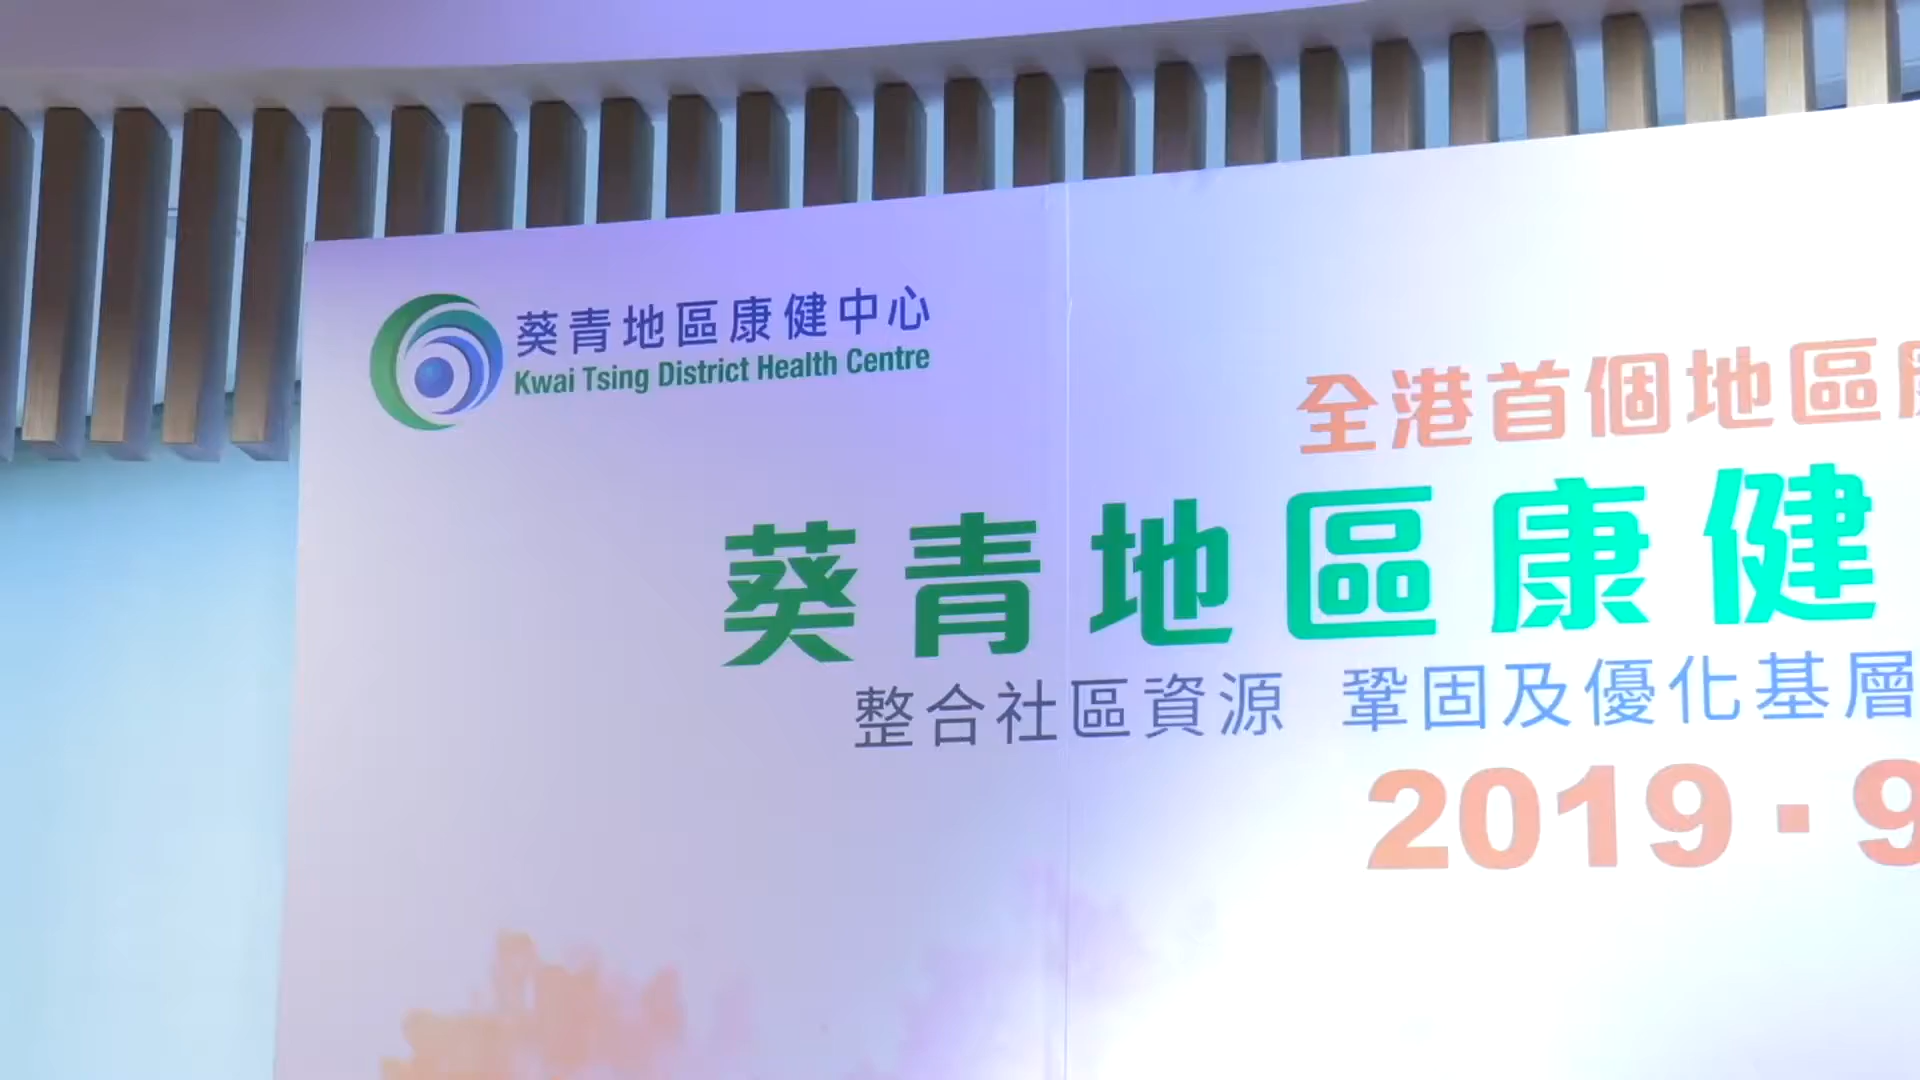 葵青地區康健中心
Kwai Tsing District Health Centre
全港首個地區
葵青地區康健
整合社區資源 鞏固及優化基層
2019·9